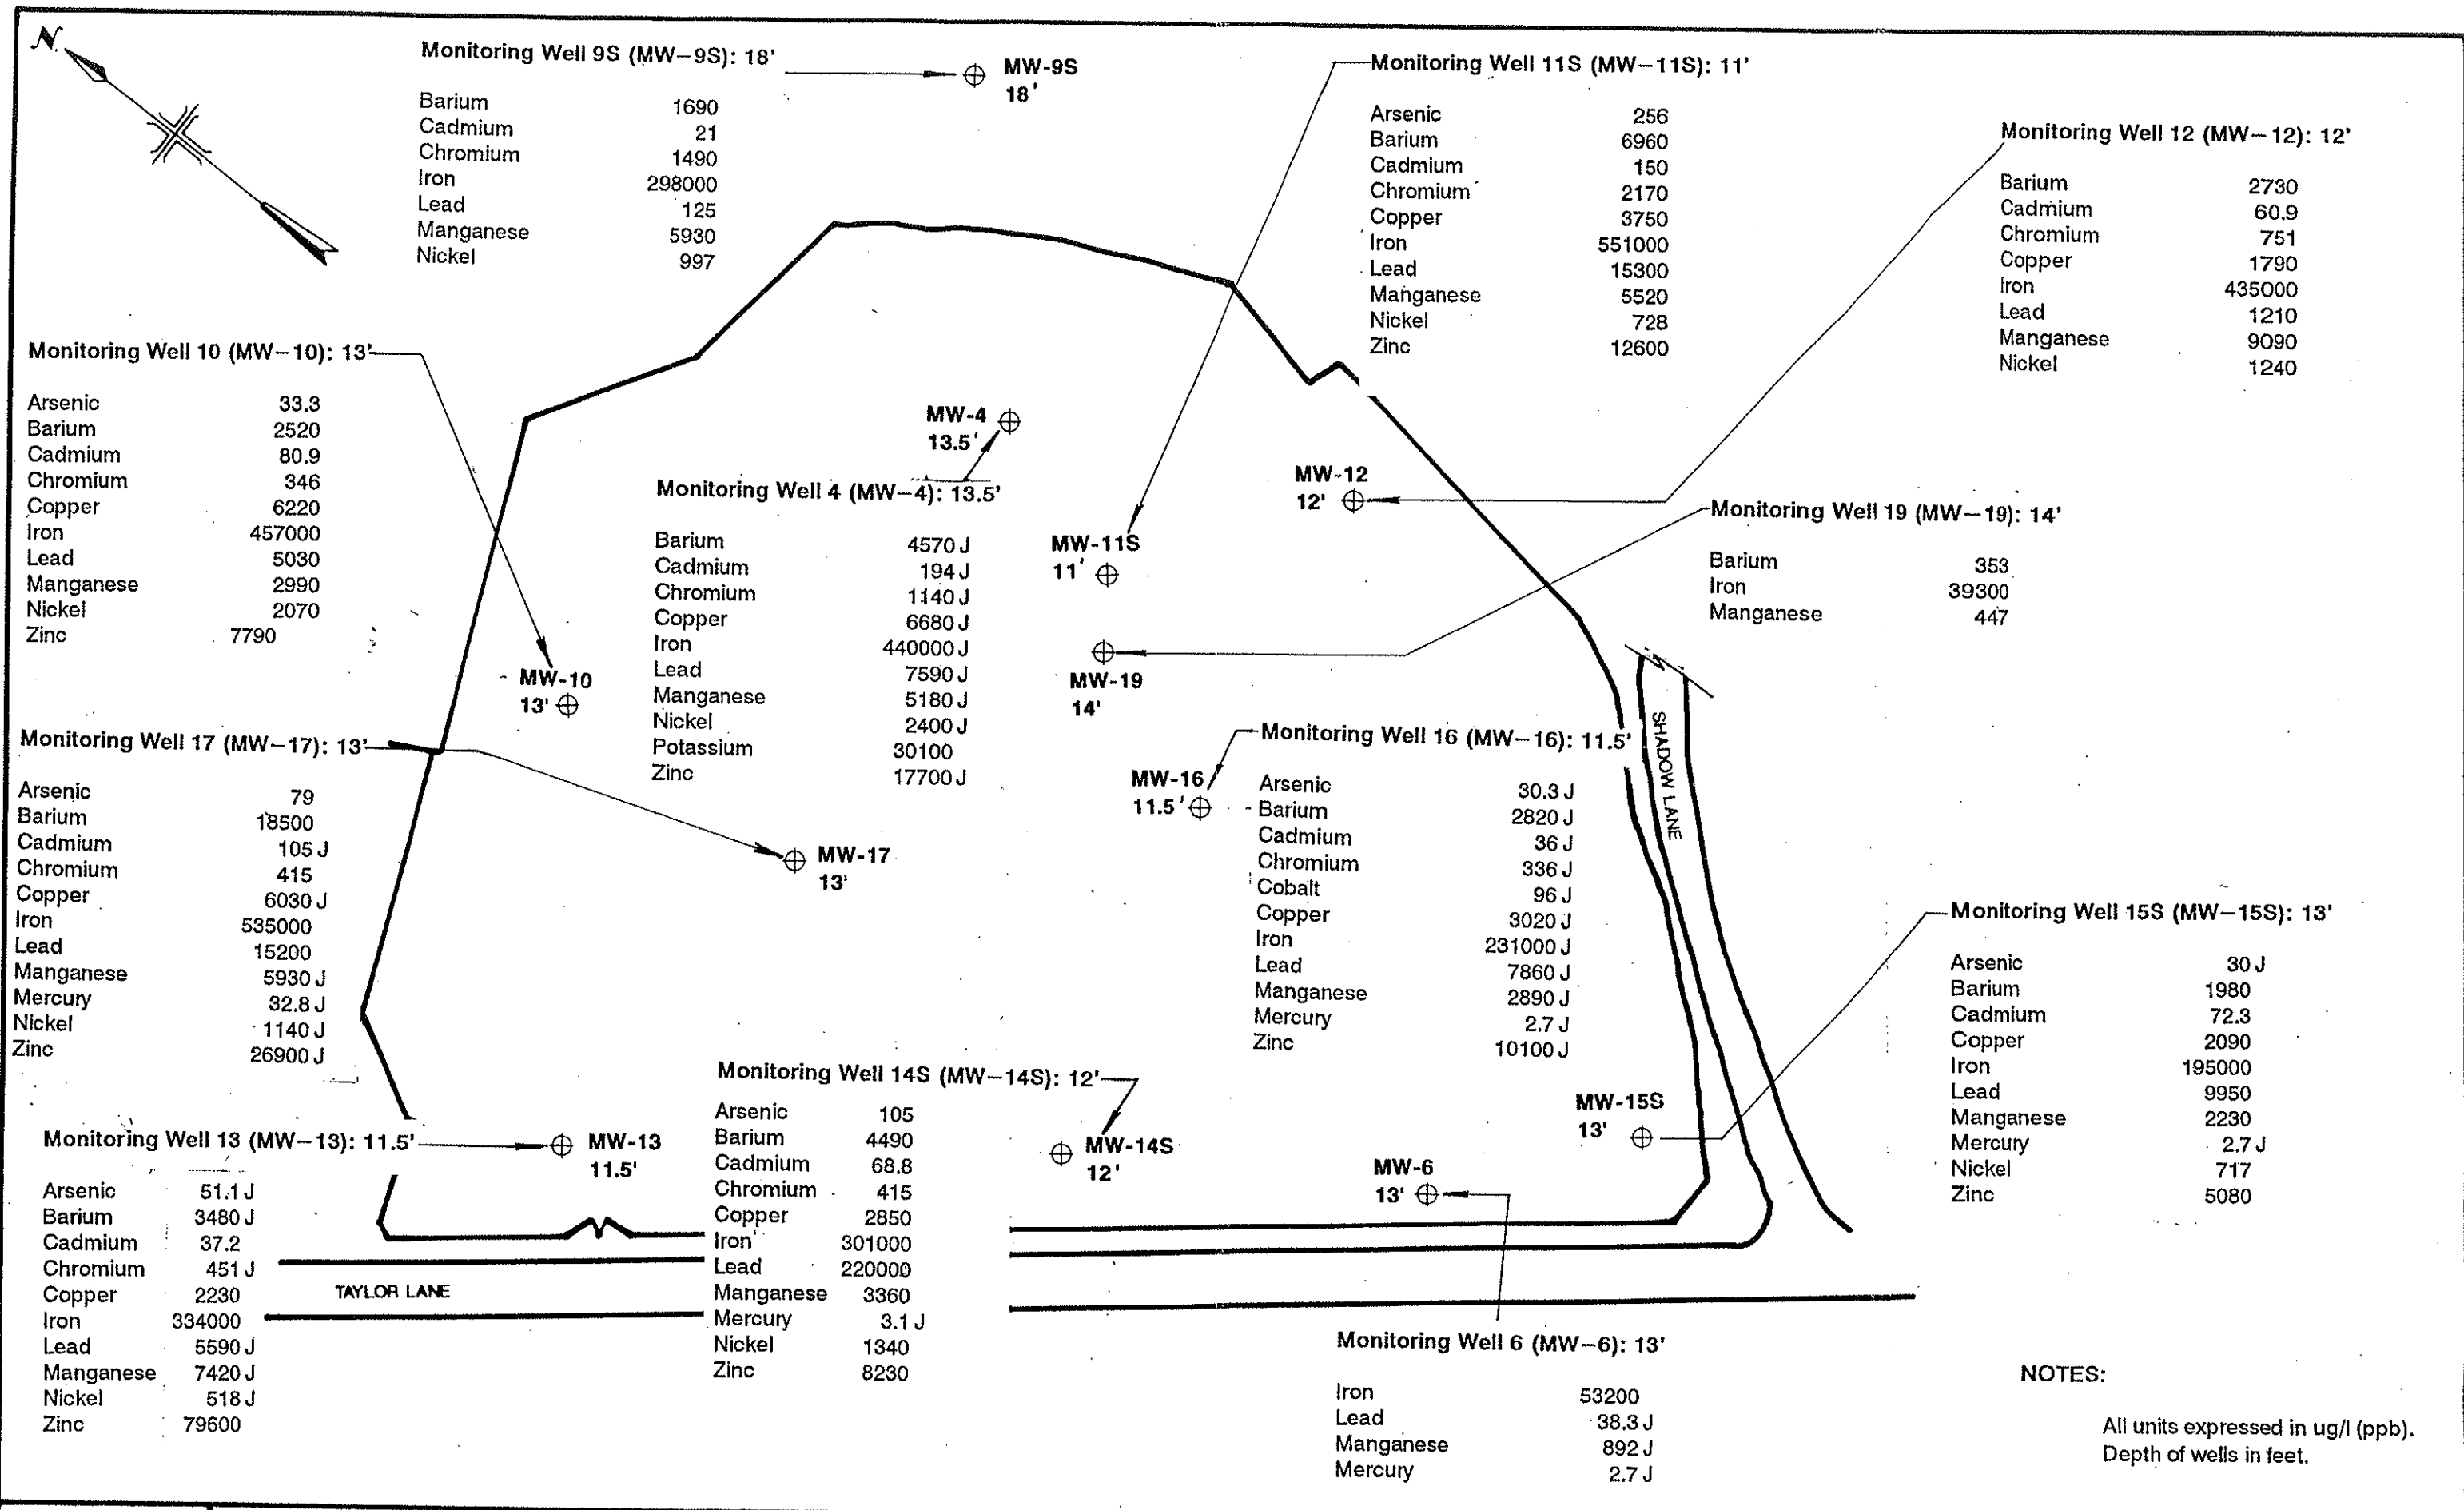 N
Monitoring Well 9S (MW-9S): 18'
Barium 1690
Cadmium 21
Chromium 1490
Iron 298000
Lead 125
Manganese 5930
Nickel 997
MW-9S
18'
Monitoring Well 11S (MW-11S): 11'
Arsenic 256
Barium 6960
Cadmium 150
Chromium 2170
Copper 3750
Iron 551000
Lead 15300
Manganese 5520
Nickel 728
Zinc 12600
Monitoring Well 12 (MW-12): 12'
Barium 2730
Cadmium 60.9
Chromium 751
Copper 1790
Iron 435000
Lead 1210
Manganese 9090
Nickel 1240
Monitoring Well 10 (MW-10): 13'
Arsenic 33.3
Barium 2520
Cadmium 80.9
Chromium 346
Copper 6220
Iron 457000
Lead 5030
Manganese 2990
Nickel 2070
Zinc 7790
MW-10
13'
MW-4
13.5'
Monitoring Well 4 (MW-4): 13.5'
Barium 4570 J
Cadmium 194 J
Chromium 1140 J
Copper 6680 J
Iron 440000 J
Lead 7590 J
Manganese 5180 J
Nickel 2400 J
Potassium 30100
Zinc 17700 J
MW-11S
11'
MW-12
12'
Monitoring Well 19 (MW-19): 14'
Barium 353
Iron 39300
Manganese 447
MW-19
14'
Monitoring Well 17 (MW-17): 13'
Arsenic 79
Barium 18500
Cadmium 105 J
Chromium 415
Copper 6030 J
Iron 535000
Lead 15200
Manganese 5930 J
Mercury 32.8 J
Nickel 1140 J
Zinc 26900 J
MW-17
13'
Monitoring Well 16 (MW-16): 11.5'
MW-16
11.5'
Arsenic 30.3 J
Barium 2820 J
Cadmium 36 J
Chromium 336 J
Cobalt 96 J
Copper 3020 J
Iron 231000 J
Lead 7860 J
Manganese 2890 J
Mercury 2.7 J
Zinc 10100 J
SHADOW LANE
Monitoring Well 15S (MW-15S): 13'
Arsenic 30 J
Barium 1980
Cadmium 72.3
Copper 2090
Iron 195000
Lead 9950
Manganese 2230
Mercury 2.7 J
Nickel 717
Zinc 5080
MW-15S
13'
Monitoring Well 13 (MW-13): 11.5'
MW-13
11.5'
Arsenic 51.1 J
Barium 3480 J
Cadmium 37.2
Chromium 451 J
Copper 2230
Iron 334000
Lead 5590 J
Manganese 7420 J
Nickel 518 J
Zinc 79600
TAYLOR LANE
Monitoring Well 14S (MW-14S): 12'
Arsenic 105
Barium 4490
Cadmium 68.8
Chromium 415
Copper 2850
Iron 301000
Lead 220000
Manganese 3360
Mercury 3.1 J
Nickel 1340
Zinc 8230
MW-14S
12'
MW-6
13'
Monitoring Well 6 (MW-6): 13'
Iron 53200
Lead 38.3 J
Manganese 892 J
Mercury 2.7 J
NOTES:
All units expressed in ug/l (ppb).
Depth of wells in feet.